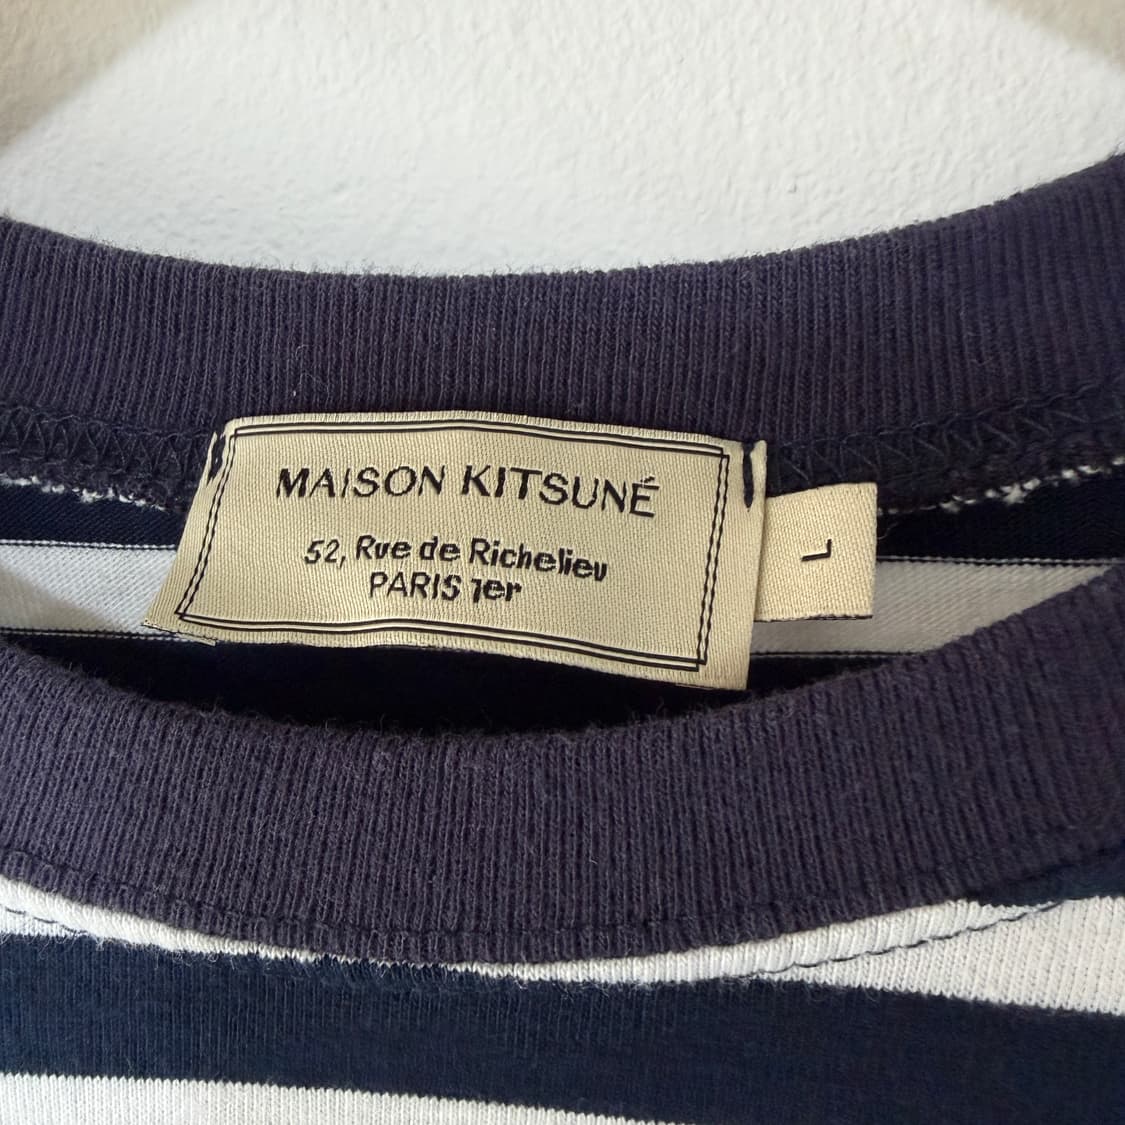 MAISON KITSUNÉ
52, Rue de Richelieu
PARIS 1er
L